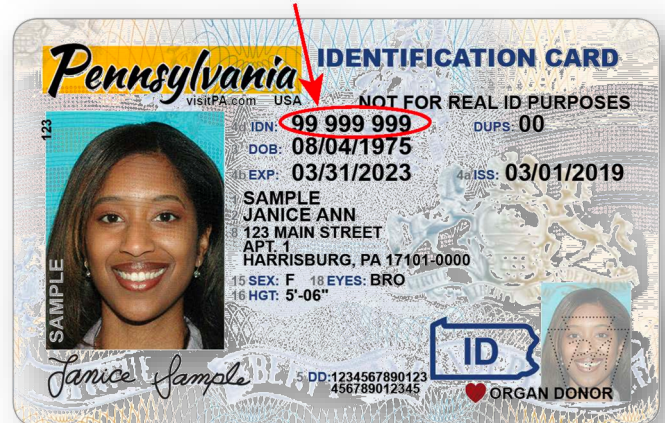 Pennsylvania
visitPA.com USA
IDENTIFICATION CARD
NOT FOR REAL ID PURPOSES
123
4d IDN: 99 999 999 DUPS: 00
DOB: 08/04/1975
4b EXP: 03/31/2023 4a ISS: 03/01/2019
1 SAMPLE
2 JANICE ANN
8 123 MAIN STREET
APT. 1
HARRISBURG, PA 17101-0000
15 SEX: F 18 EYES: BRO
16 HGT: 5'-06"
SAMPLE
Janice Sample
5 DD:1234567890123
456789012345
ID
ORGAN DONOR